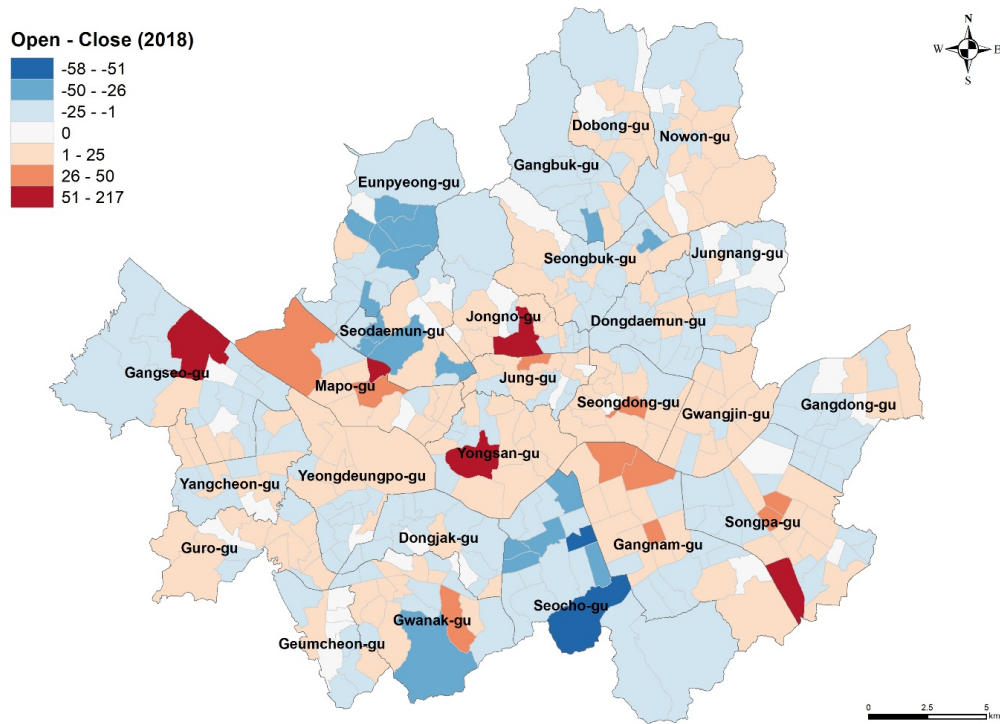 Open - Close (2018)
-58 - -51
-50 - -26
-25 - -1
0
1 - 25
26 - 50
51 - 217
N
W E
S
Dobong-gu
Nowon-gu
Gangbuk-gu
Eunpyeong-gu
Seongbuk-gu
Jungnang-gu
Jongno-gu
Dongdaemun-gu
Seodaemun-gu
Gangseo-gu
Mapo-gu
Jung-gu
Seongdong-gu
Gwangjin-gu
Gangdong-gu
Yongsan-gu
Yeongdeungpo-gu
Yangcheon-gu
Songpa-gu
Dongjak-gu
Gangnam-gu
Guro-gu
Seocho-gu
Gwanak-gu
Geumcheon-gu
0 2.5 5
km